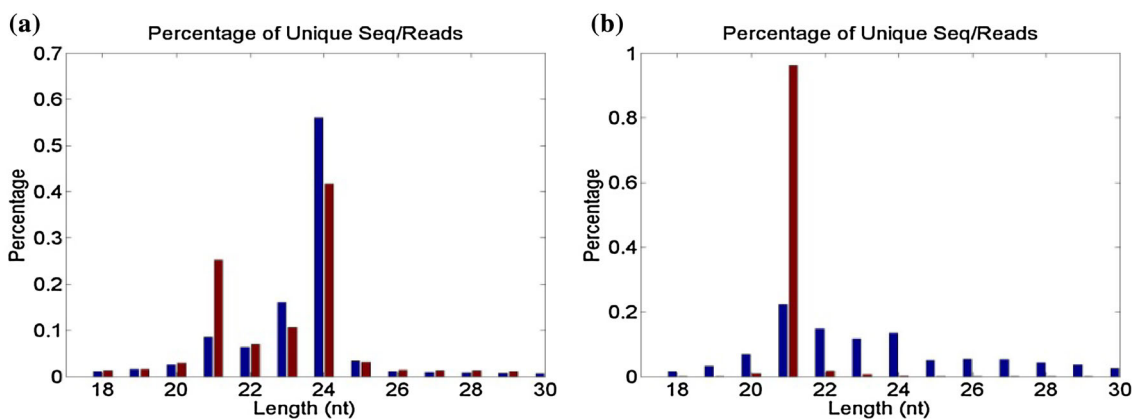 (a)
Percentage of Unique Seq/Reads
0.7
0.6
0.5
0.4
0.3
0.2
0.1
0
Percentage
18 20 22 24 26 28 30
Length (nt)
(b)
Percentage of Unique Seq/Reads
1
0.8
0.6
0.4
0.2
0
Percentage
18 20 22 24 26 28 30
Length (nt)